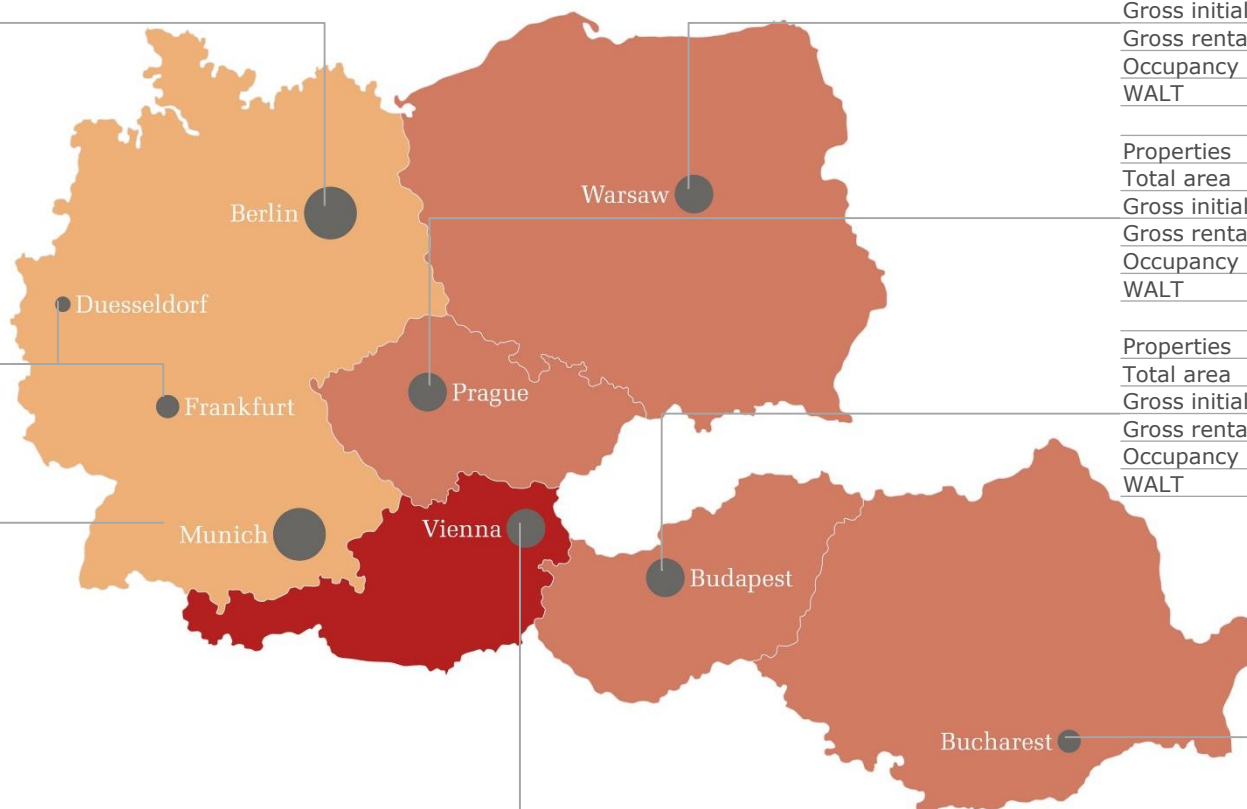 Gross initial
Gross renta
Occupancy
WALT
Properties
Total area
Gross initial
Gross renta
Occupancy
WALT
Properties
Total area
Gross initial
Gross renta
Occupancy
WALT
Warsaw
Berlin
Duesseldorf
Prague
Frankfurt
Vienna
Munich
Budapest
Bucharest